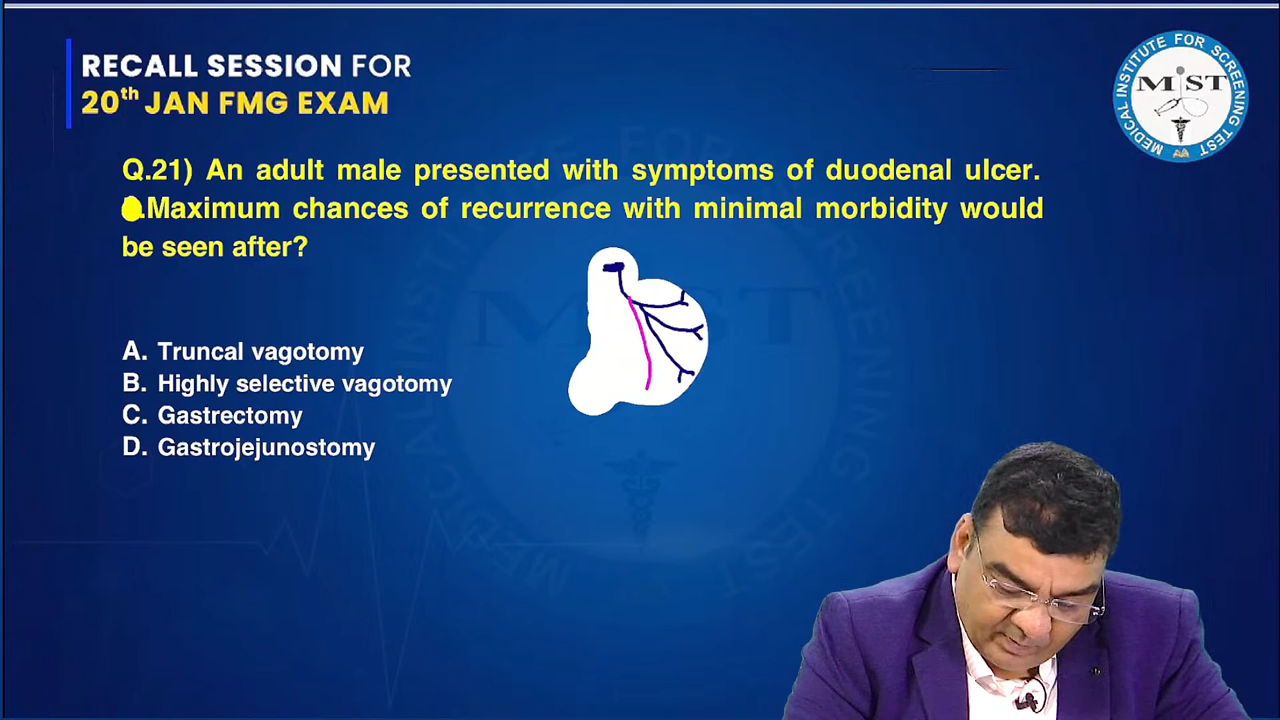 RECALL SESSION FOR
20th JAN FMG EXAM
MEDICAL INSTITUTE FOR SCREENING TEST
MIST
Q.21) An adult male presented with symptoms of duodenal ulcer.
.Maximum chances of recurrence with minimal morbidity would
be seen after?
A. Truncal vagotomy
B. Highly selective vagotomy
C. Gastrectomy
D. Gastrojejunostomy